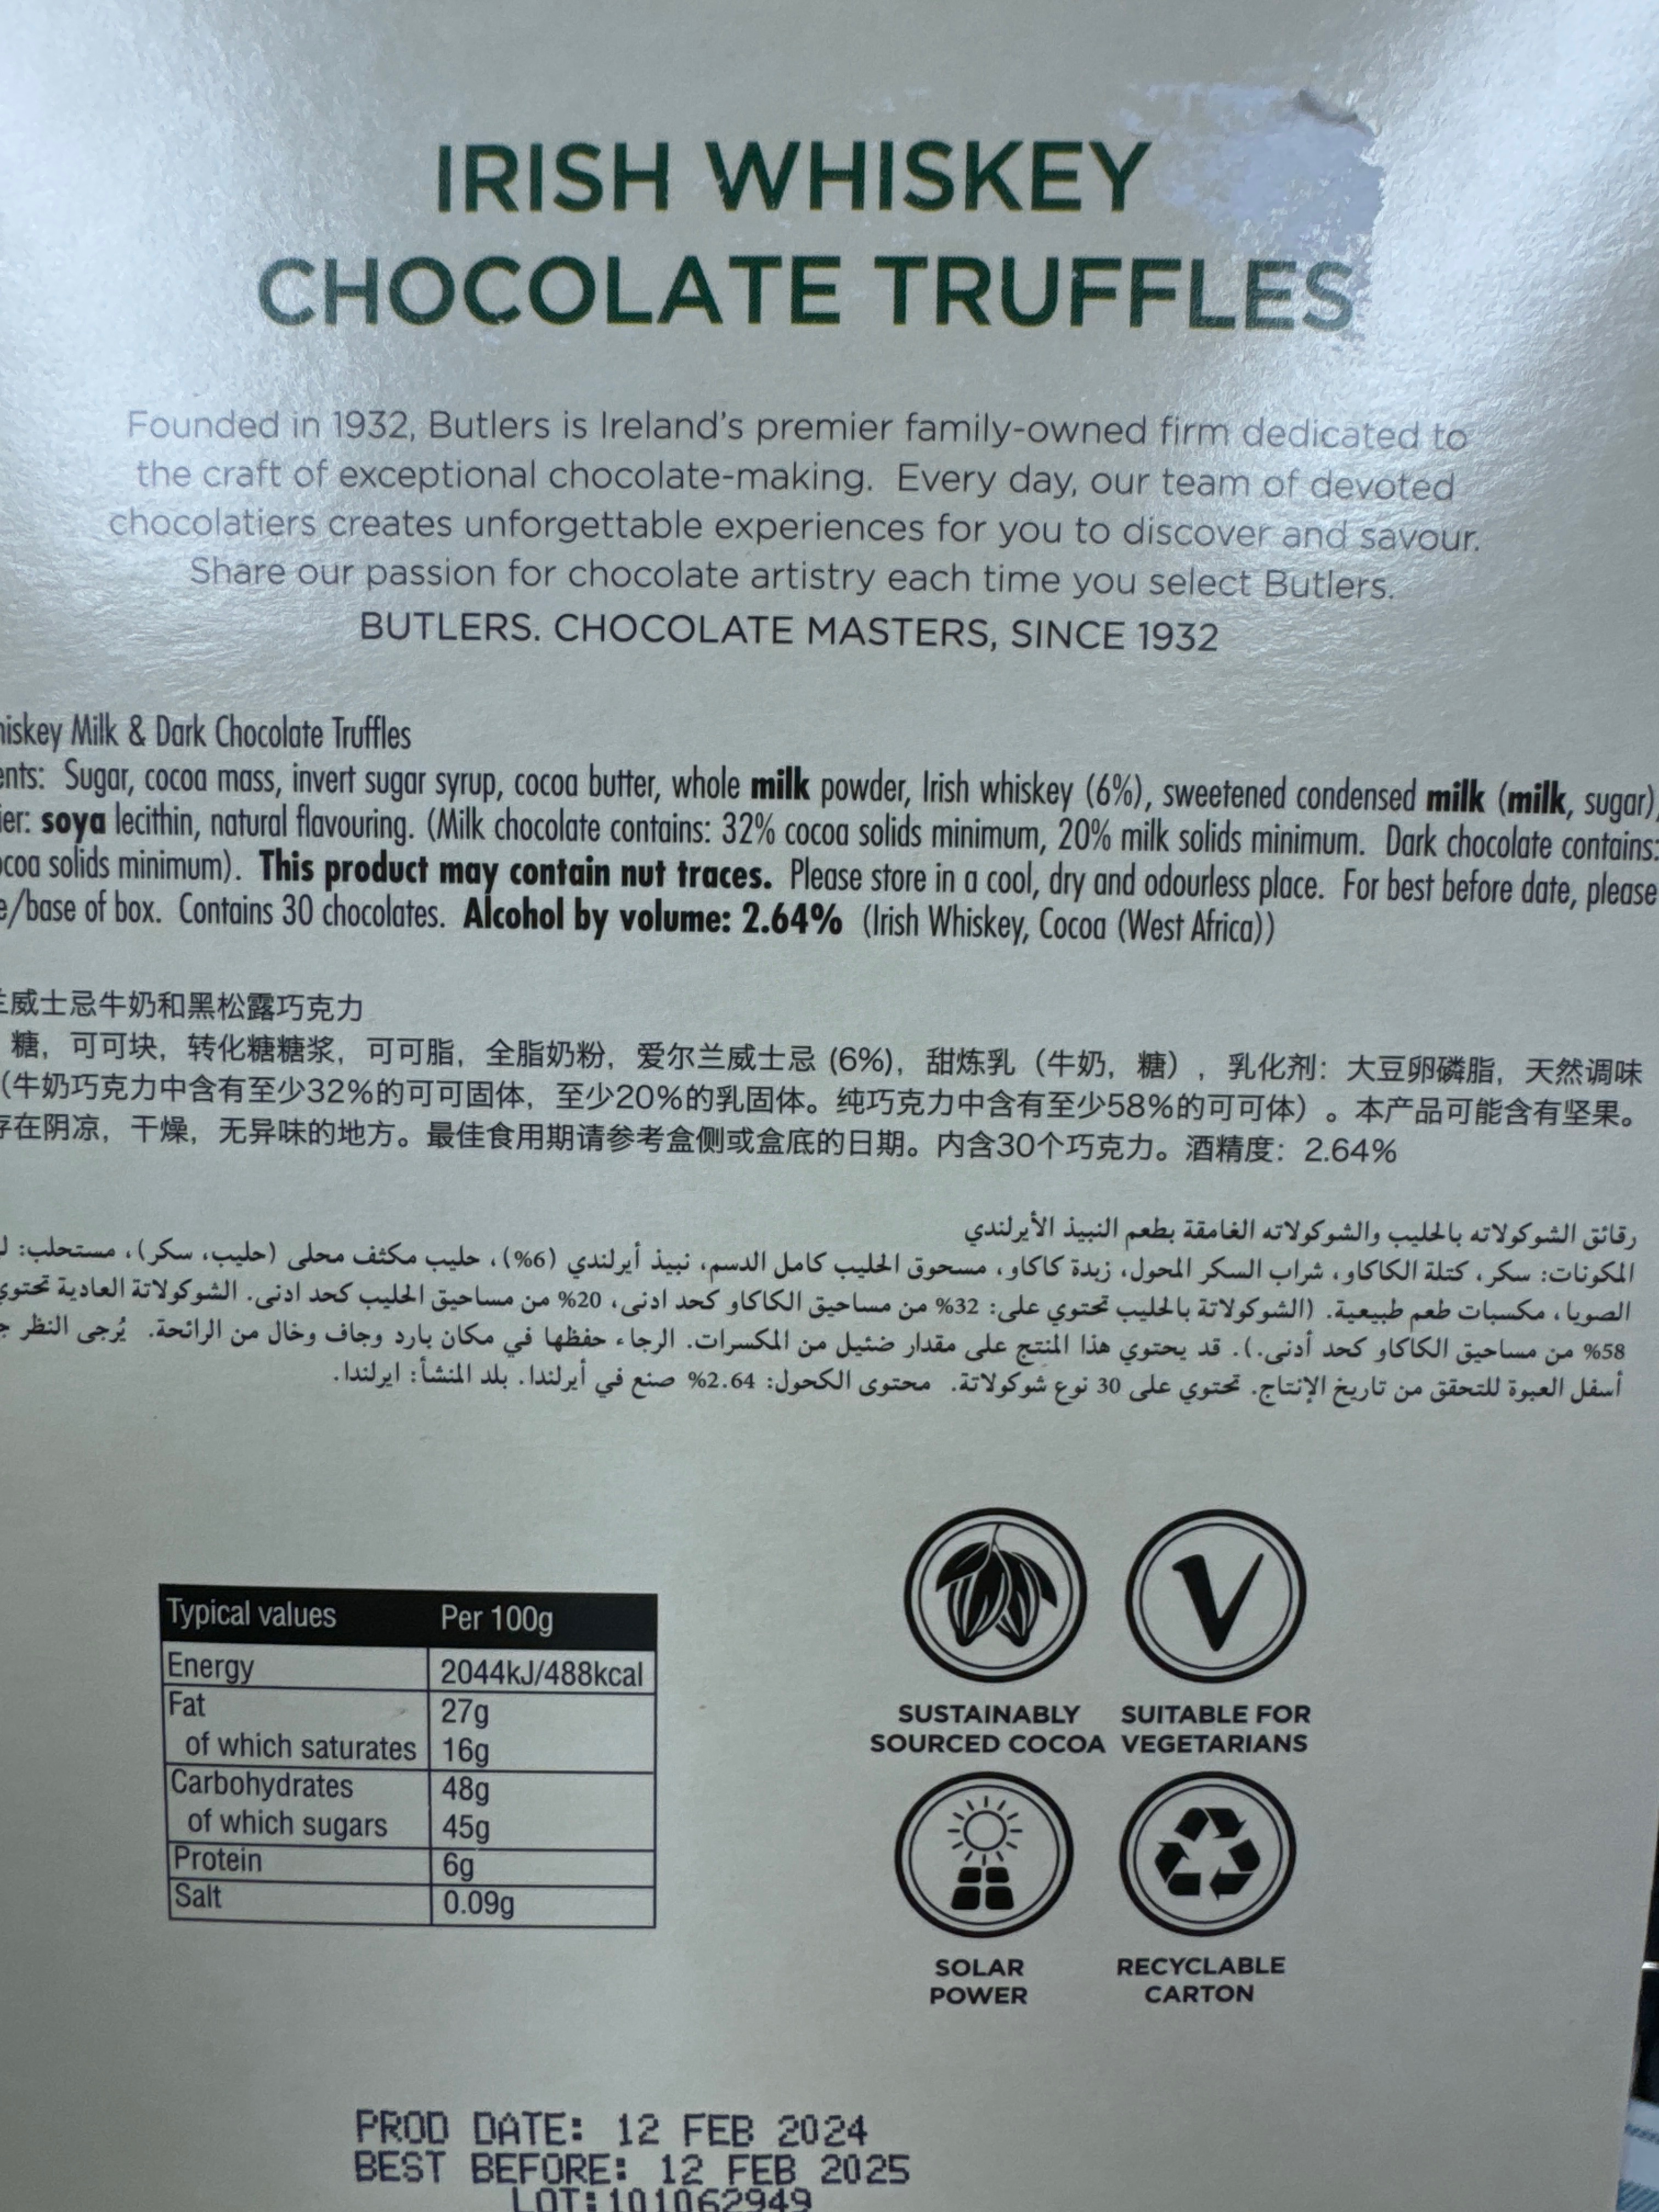 IRISH WHISKEY
CHOCOLATE TRUFFLES
Founded in 1932, Butlers is Ireland's premier family-owned firm dedicated to
the craft of exceptional chocolate-making. Every day, our team of devoted
chocolatiers creates unforgettable experiences for you to discover and savour.
Share our passion for chocolate artistry each time you select Butlers.
BUTLERS. CHOCOLATE MASTERS, SINCE 1932
Milk & Dark Chocolate Truffles
Sugar, cocoa mass, invert sugar syrup, cocoa butter, whole milk powder, Irish whiskey (6%), sweetened condensed milk (milk, sugar),
soya lecithin, natural flavouring. (Milk chocolate contains: 32% cocoa solids minimum, 20% milk solids minimum. Dark chocolate contains:
solids minimum). This product may contain nut traces. Please store in a cool, dry and odourless place. For best before date, please
/base of box. Contains 30 chocolates. Alcohol by volume: 2.64% (Irish Whiskey, Cocoa (West Africa))
威士忌牛奶和黑松露巧克力
糖，可可块，转化糖糖浆，可可脂，全脂奶粉，爱尔兰威士忌 (6%)，甜炼乳（牛奶，糖），乳化剂：大豆卵磷脂，天然调味
（牛奶巧克力中含有至少32%的可可固体，至少20%的乳固体。纯巧克力中含有至少58%的可可体）。本产品可能含有坚果。
在阴凉，干燥，无异味的地方。最佳食用期请参考盒侧或盒底的日期。内含30个巧克力。酒精度：2.64%
رقائق الشوكولاته بالحليب والشوكولاته الغامقة بطعم النبيذ الأيرلندي
المكونات: سكر، كتلة الكاكاو، شراب السكر المحول، زبدة كاكاو، مسحوق الحليب كامل الدسم، نبيذ أيرلندي (6%)، حليب مكثف محلى (حليب، سكر)، مستحلب:
الصويا، مكسبات طعم طبيعية. (الشوكولاتة بالحليب تحتوي على: 32% من مساحيق الكاكاو كحد ادنى، 20% من مساحيق الحليب كحد ادنى. الشوكولاتة العادية تحتوي
58% من مساحيق الكاكاو كحد أدنى.). قد يحتوي هذا المنتج على مقدار ضئيل من المكسرات. الرجاء حفظها في مكان بارد وجاف وخال من الرائحة. يُرجى النظر
أسفل العبوة للتحقق من تاريخ الإنتاج. تحتوي على 30 نوع شوكولاتة. محتوى الكحول: 2.64% صنع في أيرلندا. بلد المنشأ: ايرلندا.
Typical values Per 100g
Energy 2044kJ/488kcal
Fat 27g
of which saturates 16g
Carbohydrates 48g
of which sugars 45g
Protein 6g
Salt 0.09g
SUSTAINABLY SOURCED COCOA
SUITABLE FOR VEGETARIANS
SOLAR POWER
RECYCLABLE CARTON
PROD DATE: 12 FEB 2024
BEST BEFORE: 12 FEB 2025
LOT:101062949